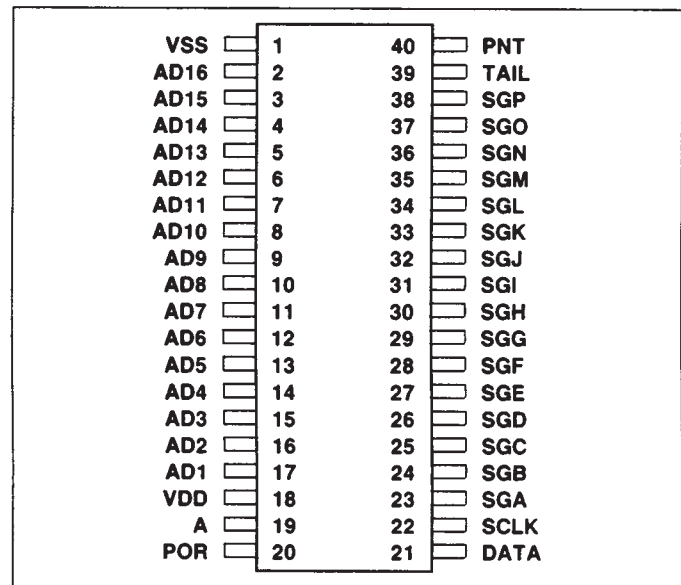 VSS 1 40 PNT
AD16 2 39 TAIL
AD15 3 38 SGP
AD14 4 37 SGO
AD13 5 36 SGN
AD12 6 35 SGM
AD11 7 34 SGL
AD10 8 33 SGK
AD9 9 32 SGJ
AD8 10 31 SGI
AD7 11 30 SGH
AD6 12 29 SGG
AD5 13 28 SGF
AD4 14 27 SGE
AD3 15 26 SGD
AD2 16 25 SGC
AD1 17 24 SGB
VDD 18 23 SGA
A 19 22 SCLK
POR 20 21 DATA